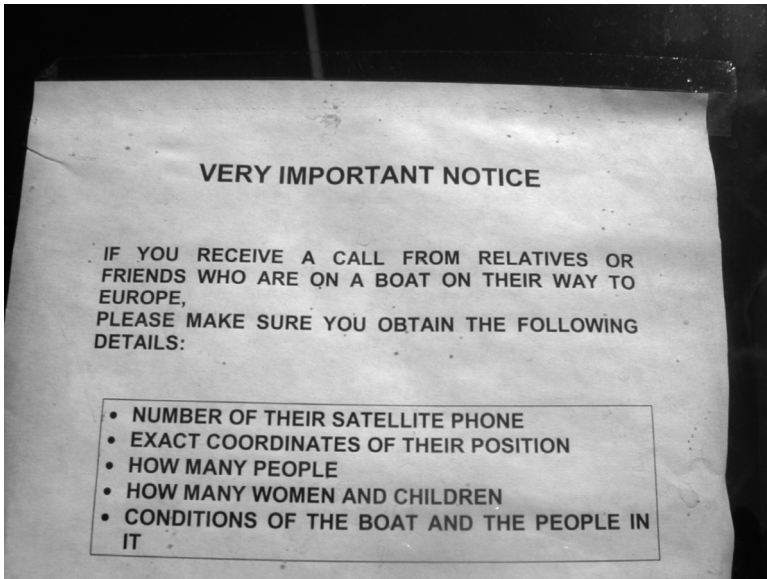 VERY IMPORTANT NOTICE
IF YOU RECEIVE A CALL FROM RELATIVES OR
FRIENDS WHO ARE ON A BOAT ON THEIR WAY TO
EUROPE,
PLEASE MAKE SURE YOU OBTAIN THE FOLLOWING
DETAILS:
• NUMBER OF THEIR SATELLITE PHONE
• EXACT COORDINATES OF THEIR POSITION
• HOW MANY PEOPLE
• HOW MANY WOMEN AND CHILDREN
• CONDITIONS OF THE BOAT AND THE PEOPLE IN
IT